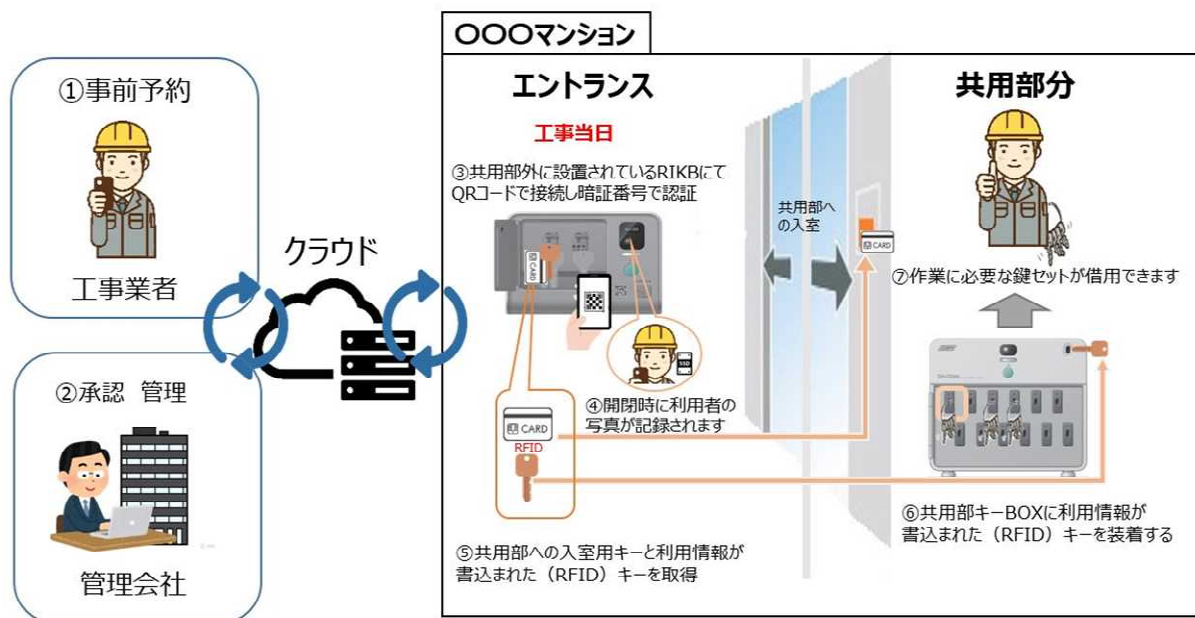 〇〇〇マンション
①事前予約
工事業者
②承認 管理
管理会社
クラウド
エントランス
工事当日
③共用部外に設置されているRIKBにて
QRコードで接続し暗証番号で認証
CARD
SSD
④開閉時に利用者の
写真が記録されます
CARD
RFID
⑤共用部への入室用キーと利用情報が
書込まれた（RFID）キーを取得
共用部へ
の入室
CARD
共用部分
⑦作業に必要な鍵セットが借用できます
⑥共用部キーBOXに利用情報が
書込まれた（RFID）キーを装着する